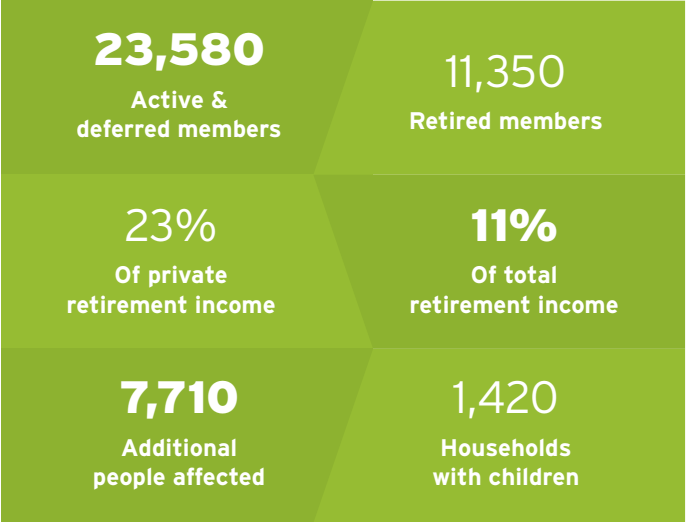 23,580
Active &
deferred members
11,350
Retired members
23%
Of private
retirement income
11%
Of total
retirement income
7,710
Additional
people affected
1,420
Households
with children